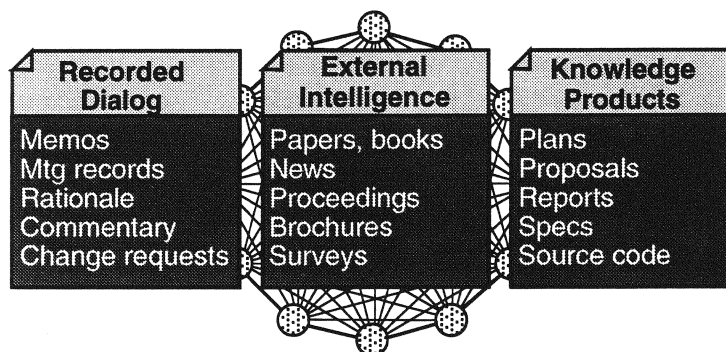 Recorded
Dialog
Memos
Mtg records
Rationale
Commentary
Change requests
External
Intelligence
Papers, books
News
Proceedings
Brochures
Surveys
Knowledge
Products
Plans
Proposals
Reports
Specs
Source code